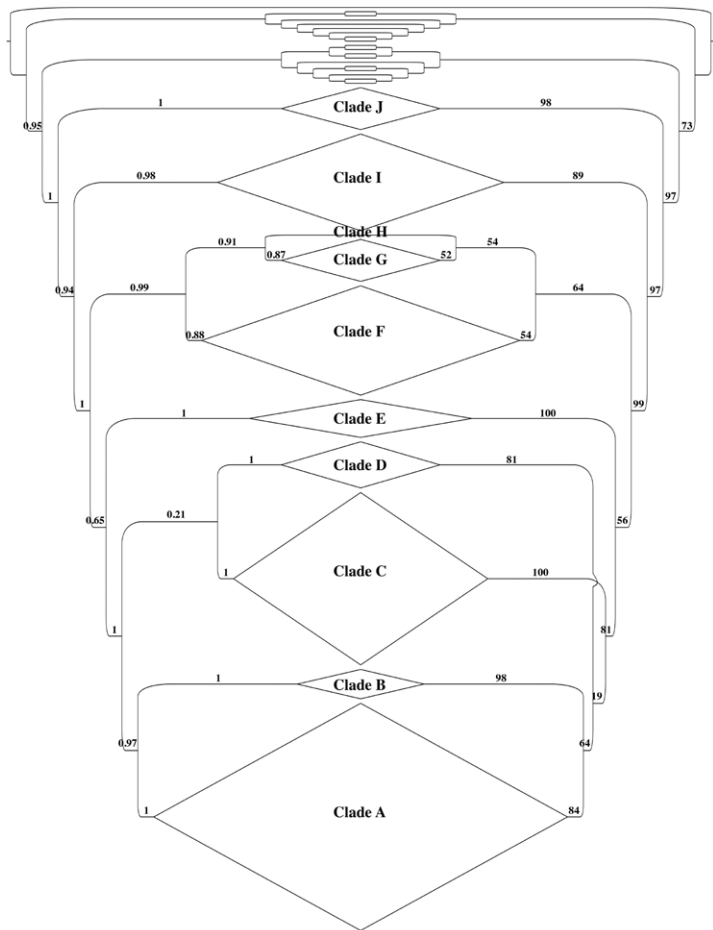 1 Clade J 98
0.95 73
0.98 Clade I 89
1 97
Clade H
0.91 54
0.87 Clade G 52
0.94 0.99 64 97
0.88 Clade F 54
1 99
1 Clade E 100
1 Clade D 81
0.21
0.65 56
1 Clade C 100
1 81
1 Clade B 98
19
0.97 64
1 Clade A 84